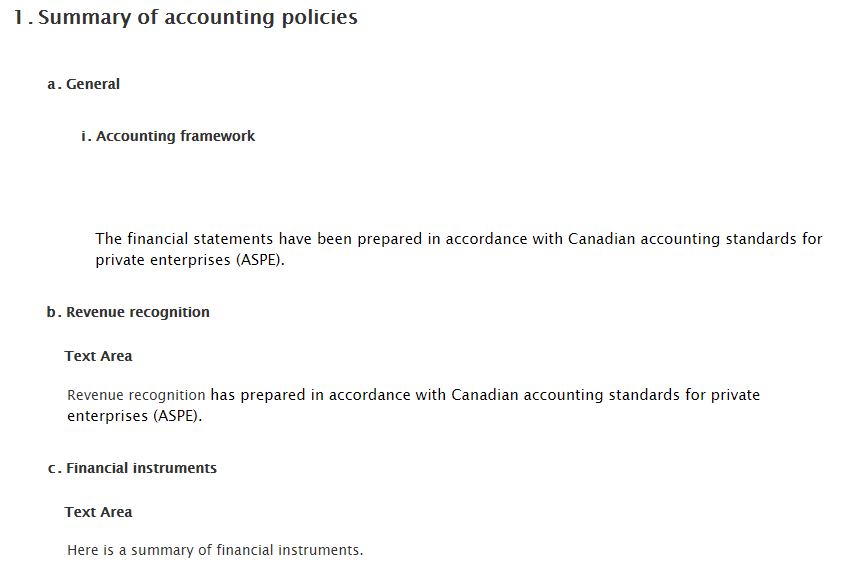 1. Summary of accounting policies
a. General
i. Accounting framework
The financial statements have been prepared in accordance with Canadian accounting standards for
private enterprises (ASPE).
b. Revenue recognition
Text Area
Revenue recognition has prepared in accordance with Canadian accounting standards for private
enterprises (ASPE).
c. Financial instruments
Text Area
Here is a summary of financial instruments.